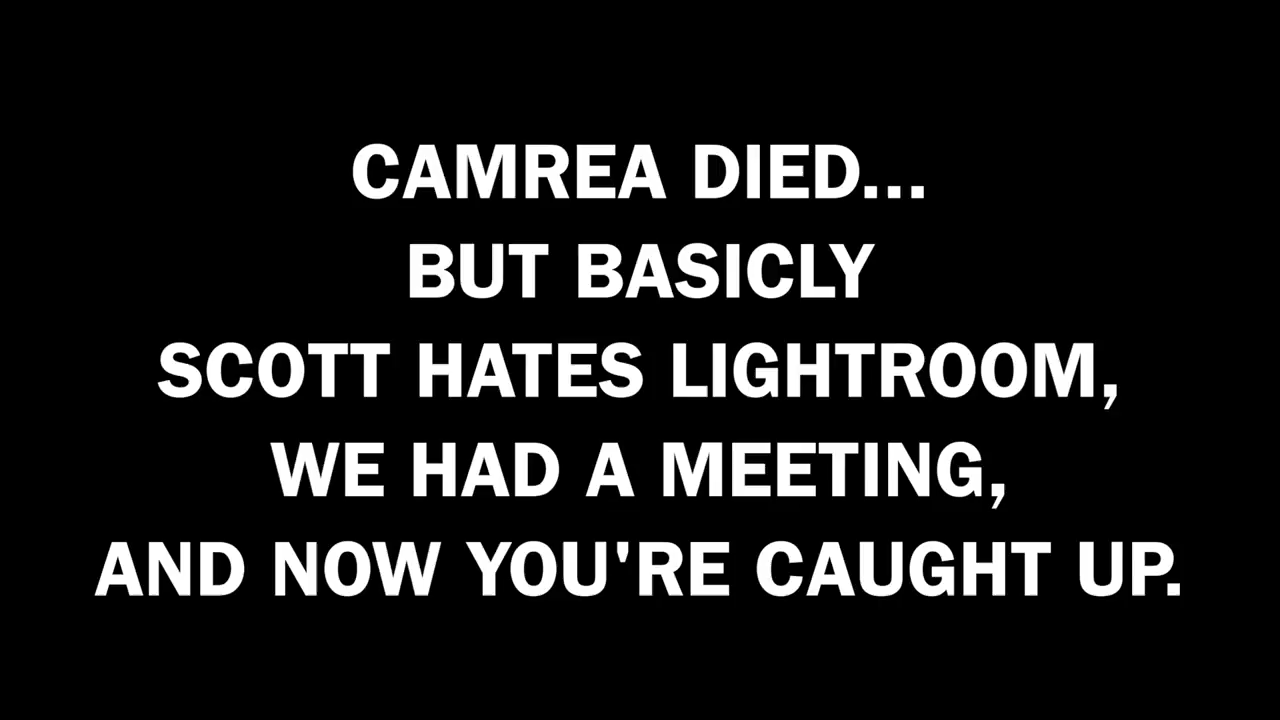 CAMREA DIED...
BUT BASICLY
SCOTT HATES LIGHTROOM,
WE HAD A MEETING,
AND NOW YOU'RE CAUGHT UP.